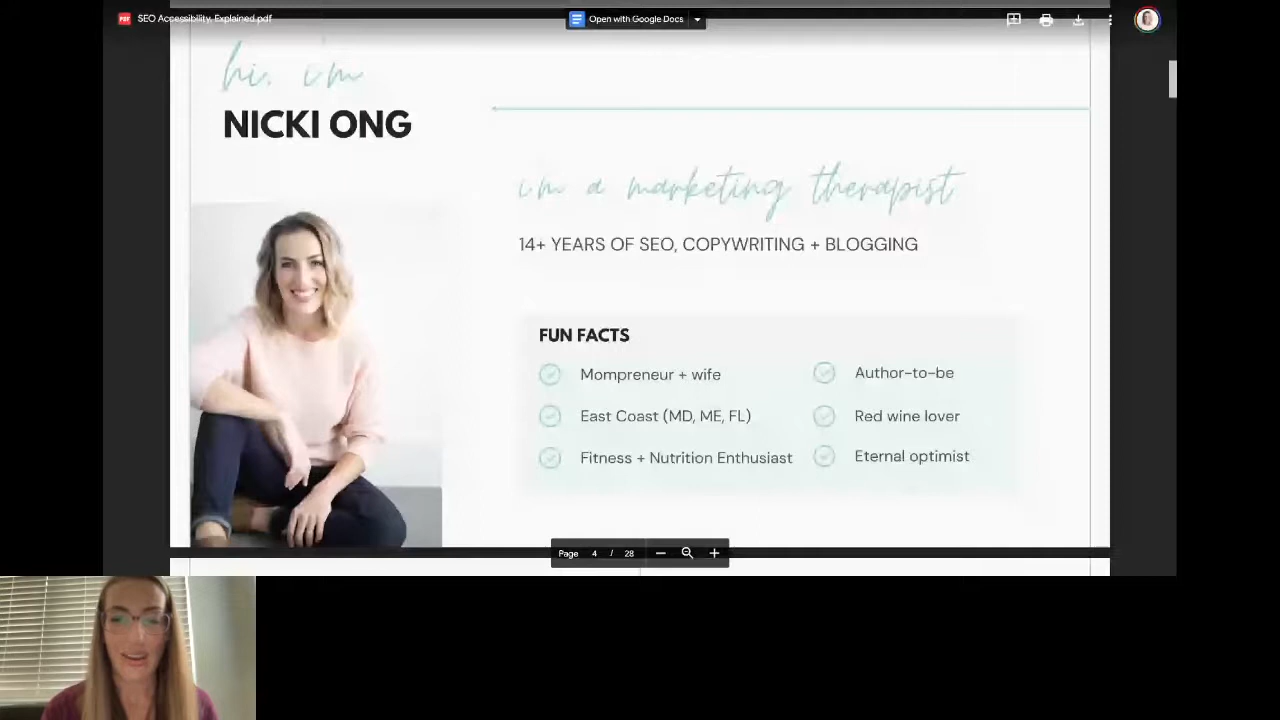 SEO Accessibility, Explained.pdf
Open with Google Docs
hi, i'm
NICKI ONG
i'm a marketing therapist
14+ YEARS OF SEO, COPYWRITING + BLOGGING
FUN FACTS
Mompreneur + wife
East Coast (MD, ME, FL)
Fitness + Nutrition Enthusiast
Author-to-be
Red wine lover
Eternal optimist
Page 4 / 28